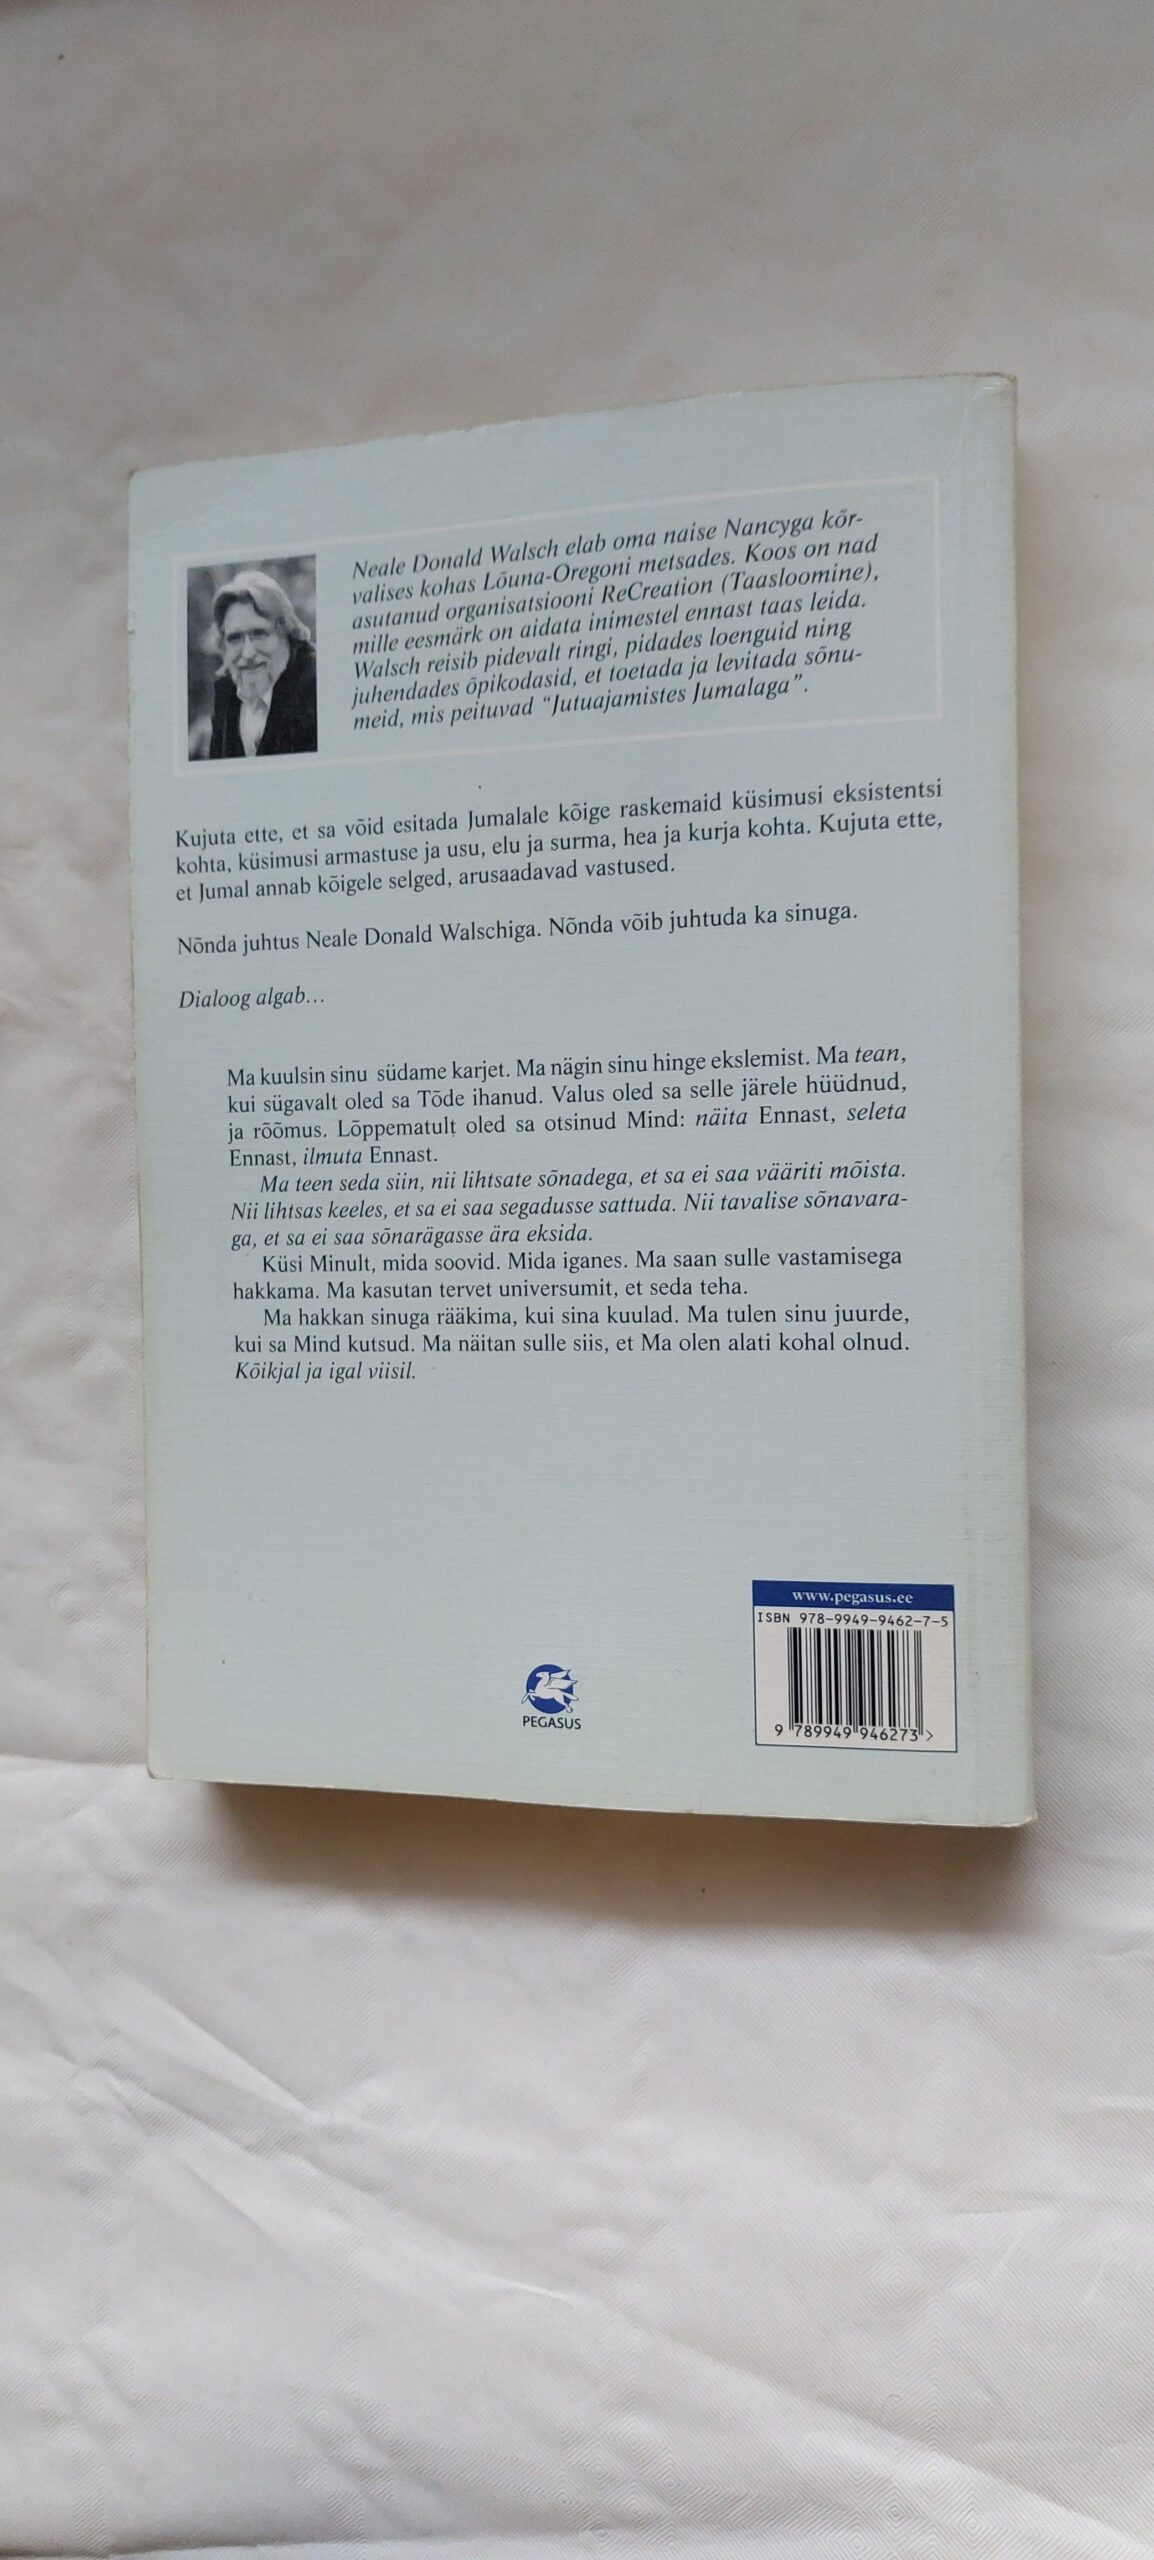 Neale Donald Walsch elab oma naise Nancyga kõr-
valises kohas Lõuna-Oregoni metsades. Koos on nad
asutanud organisatsiooni ReCreation (Taasloomine),
mille eesmärk on aidata inimestel ennast taas leida.
Walsch reisib pidevalt ringi, pidades loenguid ning
juhendades õpikodasid, et toetada ja levitada sõnu-
meid, mis peituvad “Jutuajamistes Jumalaga”.
Kujuta ette, et sa võid esitada Jumalale kõige raskemaid küsimusi eksistentsi
kohta, küsimusi armastuse ja usu, elu ja surma, hea ja kurja kohta. Kujuta ette,
et Jumal annab kõigele selged, arusaadavad vastused.
Nõnda juhtus Neale Donald Walschiga. Nõnda võib juhtuda ka sinuga.
Dialoog algab…
Ma kuulsin sinu südame karjet. Ma nägin sinu hinge ekslemist. Ma tean,
kui sügavalt oled sa Tõde ihanud. Valus oled sa selle järele hüüdnud,
ja rõõmus. Lõppematult oled sa otsinud Mind: näita Ennast, seleta
Ennast, ilmuta Ennast.
Ma teen seda siin, nii lihtsate sõnadega, et sa ei saa vääriti mõista.
Nii lihtsas keeles, et sa ei saa segadusse sattuda. Nii tavalise sõnavara-
ga, et sa ei saa sõnarägasse ära eksida.
Küsi Minult, mida soovid. Mida iganes. Ma saan sulle vastamisega
hakkama. Ma kasutan tervet universumit, et seda teha.
Ma hakkan sinuga rääkima, kui sina kuulad. Ma tulen sinu juurde,
kui sa Mind kutsud. Ma näitan sulle siis, et Ma olen alati kohal olnud.
Kõikjal ja igal viisil.
www.pegasus.ee
ISBN 978-9949-9462-7-5
9 789949 946273 >
PEGASUS